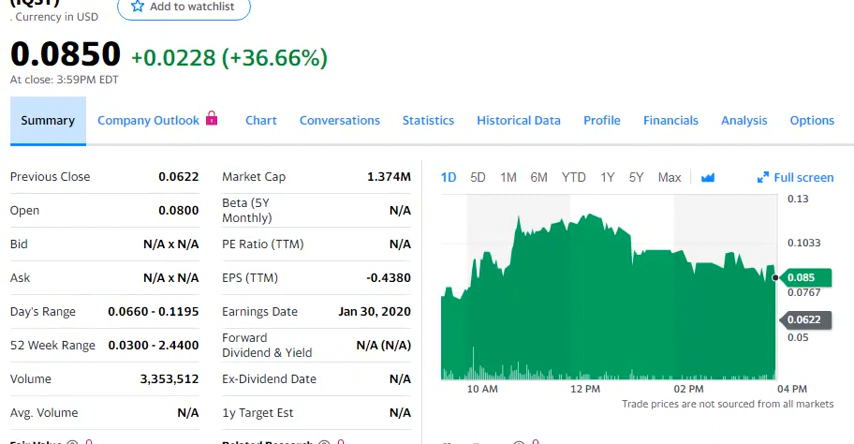 (IQST)
. Currency in USD
Add to watchlist
0.0850 +0.0228 (+36.66%)
At close: 3:59PM EDT
Summary Company Outlook Chart Conversations Statistics Historical Data Profile Financials Analysis Options
Previous Close 0.0622
Open 0.0800
Bid N/A x N/A
Ask N/A x N/A
Day's Range 0.0660 - 0.1195
52 Week Range 0.0300 - 2.4400
Volume 3,353,512
Avg. Volume N/A
Market Cap 1.374M
Beta (5Y
Monthly) N/A
PE Ratio (TTM) N/A
EPS (TTM) -0.4380
Earnings Date Jan 30, 2020
Forward
Dividend & Yield N/A (N/A)
Ex-Dividend Date N/A
1y Target Est N/A
1D 5D 1M 6M YTD 1Y 5Y Max Full screen
0.13
0.1033
0.085
0.0767
0.0622
0.05
10 AM 12 PM 02 PM 04 PM
Trade prices are not sourced from all markets
Fair Value
Related Research